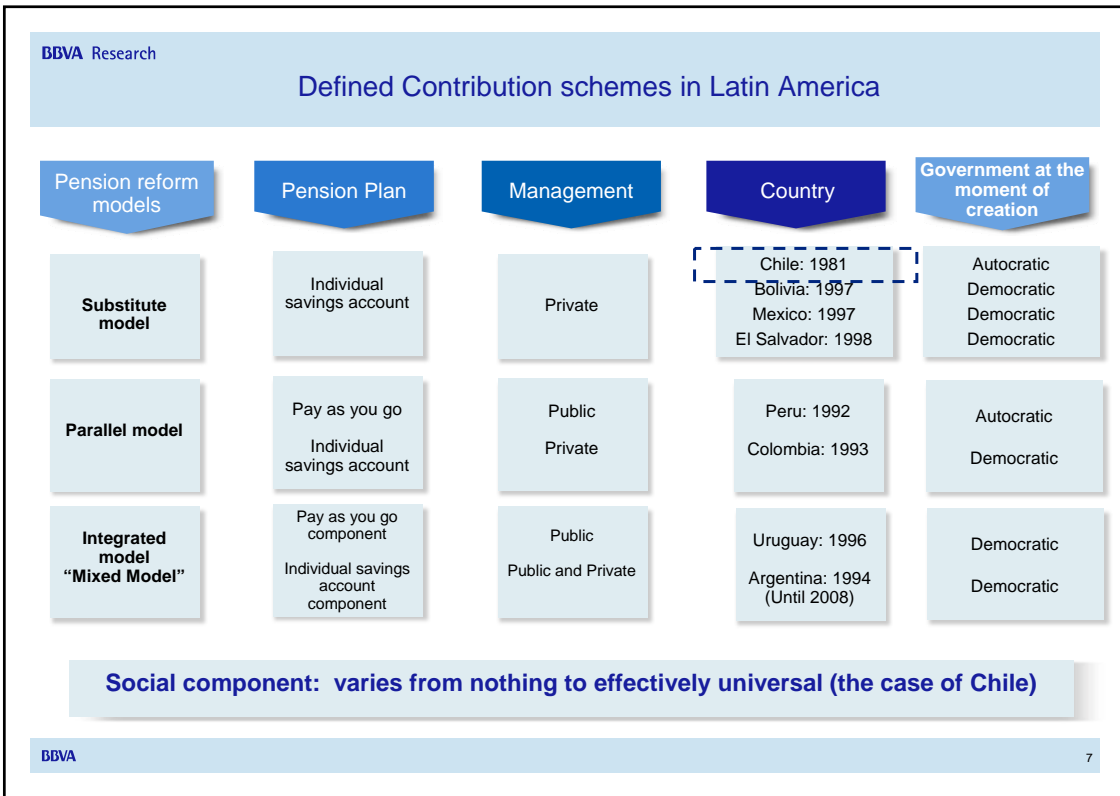 BBVA Research
Defined Contribution schemes in Latin America
Pension reform
models
Pension Plan
Management
Country
Government at the
moment of
creation
Substitute
model
Individual
savings account
Private
Chile: 1981
Bolivia: 1997
Mexico: 1997
El Salvador: 1998
Autocratic
Democratic
Democratic
Democratic
Parallel model
Pay as you go
Individual
savings account
Public
Private
Peru: 1992
Colombia: 1993
Autocratic
Democratic
Integrated
model
“Mixed Model”
Pay as you go
component
Individual savings
account
component
Public
Public and Private
Uruguay: 1996
Argentina: 1994
(Until 2008)
Democratic
Democratic
Social component: varies from nothing to effectively universal (the case of Chile)
BBVA
7